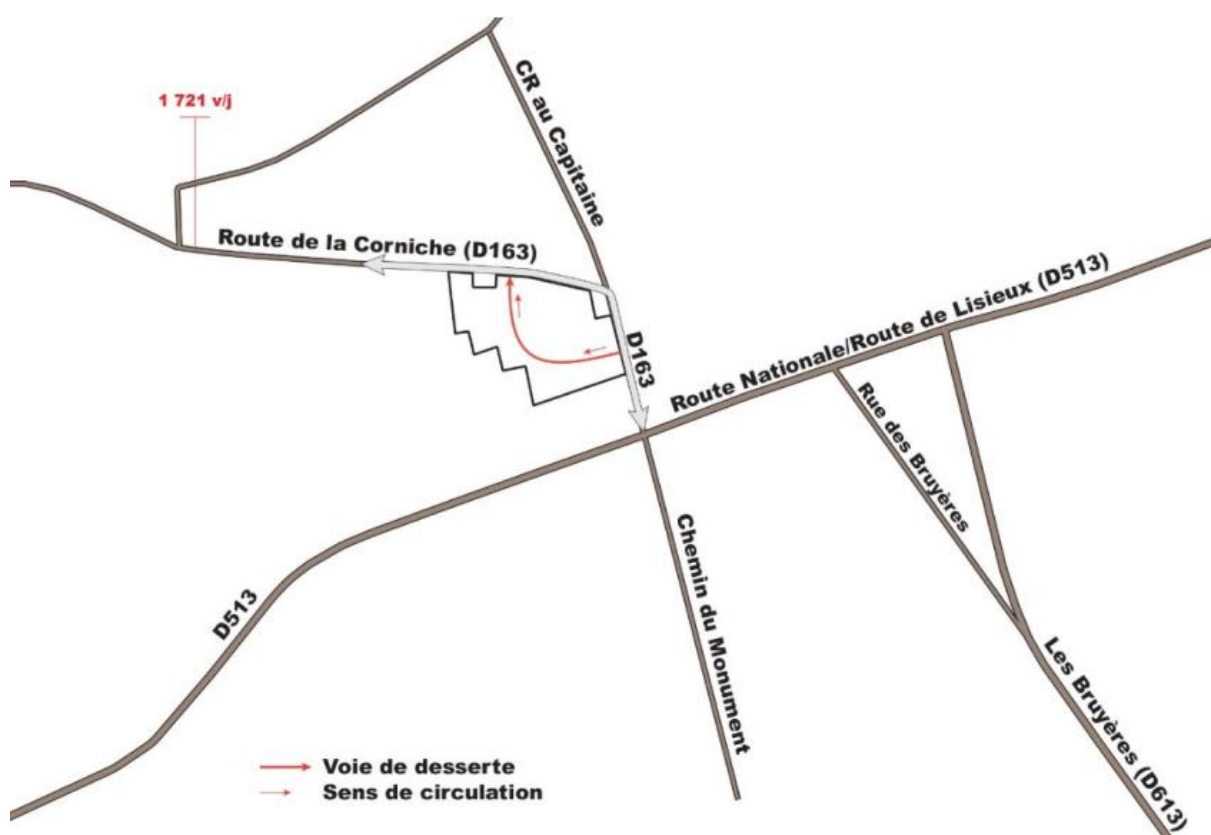 CR au Capitaine
1 721 v/j
Route de la Corniche (D163)
D163
Route Nationale/Route de Lisieux (D513)
Rue des Bruyères
Chemin du Monument
D513
Les Bruyères (D613)
Voie de desserte
Sens de circulation